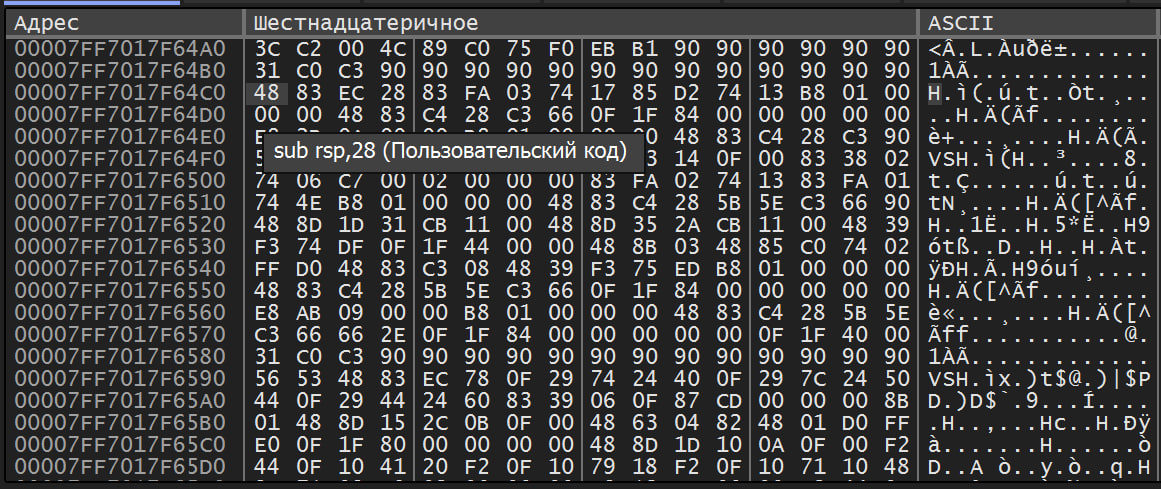 Адрес Шестнадцатеричное ASCII
00007FF7017F64A0 3C C2 00 4C 89 C0 75 F0 EB B1 90 90 90 90 90 90 <Â.L.Àuðë±......
00007FF7017F64B0 31 C0 C3 90 90 90 90 90 90 90 90 90 90 90 90 90 1ÀÃ.............
00007FF7017F64C0 48 83 EC 28 83 FA 03 74 17 85 D2 74 13 B8 01 00 H.ì(.ú.t..Òt.¸..
00007FF7017F64D0 00 00 48 83 C4 28 C3 66 0F 1F 84 00 00 00 00 00 ..H.Ä(Ãf........
00007FF7017F64E0 48 83 C4 28 C3 90 è+....¸....H.Ä(Ã.
sub rsp,28 (Пользовательский код)
00007FF7017F64F0 14 0F 00 83 38 02 VSH.ì(H..³....8.
00007FF7017F6500 74 06 C7 00 02 00 00 00 83 FA 02 74 13 83 FA 01 t.Ç......ú.t..ú.
00007FF7017F6510 74 4E B8 01 00 00 00 48 83 C4 28 5B 5E C3 66 90 tN¸....H.Ä([^Ãf.
00007FF7017F6520 48 8D 1D 31 CB 11 00 48 8D 35 2A CB 11 00 48 39 H..1Ë..H.5*Ë..H9
00007FF7017F6530 F3 74 DF 0F 1F 44 00 00 48 8B 03 48 85 C0 74 02 ótß..D..H..H.Àt.
00007FF7017F6540 FF D0 48 83 C3 08 48 39 F3 75 ED B8 01 00 00 00 ÿÐH.Ã.H9óuí¸....
00007FF7017F6550 48 83 C4 28 5B 5E C3 66 0F 1F 84 00 00 00 00 00 H.Ä([^Ãf........
00007FF7017F6560 E8 AB 09 00 00 B8 01 00 00 00 48 83 C4 28 5B 5E è«...¸....H.Ä([^
00007FF7017F6570 C3 66 66 2E 0F 1F 84 00 00 00 00 00 0F 1F 40 00 Ãff...........@.
00007FF7017F6580 31 C0 C3 90 90 90 90 90 90 90 90 90 90 90 90 90 1ÀÃ.............
00007FF7017F6590 56 53 48 83 EC 78 0F 29 74 24 40 0F 29 7C 24 50 VSH.ìx.)t$@.)|$P
00007FF7017F65A0 44 0F 29 44 24 60 83 39 06 0F 87 CD 00 00 00 8B D.)D$`.9...Í....
00007FF7017F65B0 01 48 8D 15 2C 0B 0F 00 48 63 04 82 48 01 D0 FF .H..,...Hc..H.Ðÿ
00007FF7017F65C0 E0 0F 1F 80 00 00 00 00 48 8D 1D 10 0A 0F 00 F2 à.......H......ò
00007FF7017F65D0 44 0F 10 41 20 F2 0F 10 79 18 F2 0F 10 71 10 48 D..A ò..y.ò..q.H